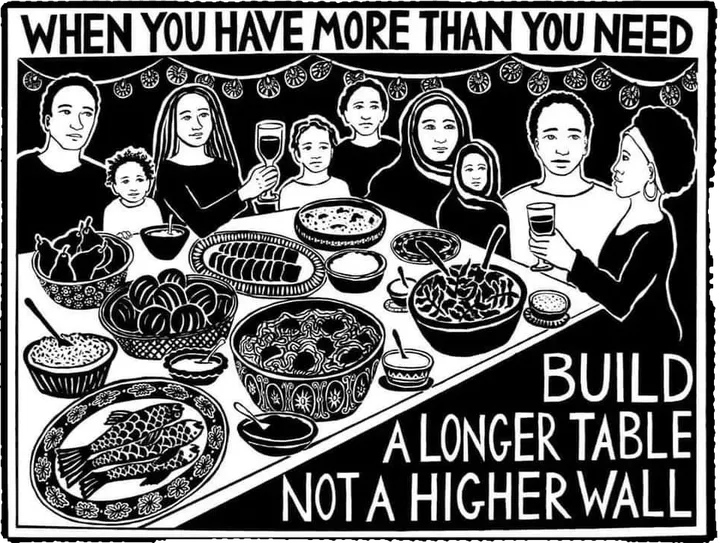 WHEN YOU HAVE MORE THAN YOU NEED
BUILD
A LONGER TABLE
NOT A HIGHER WALL